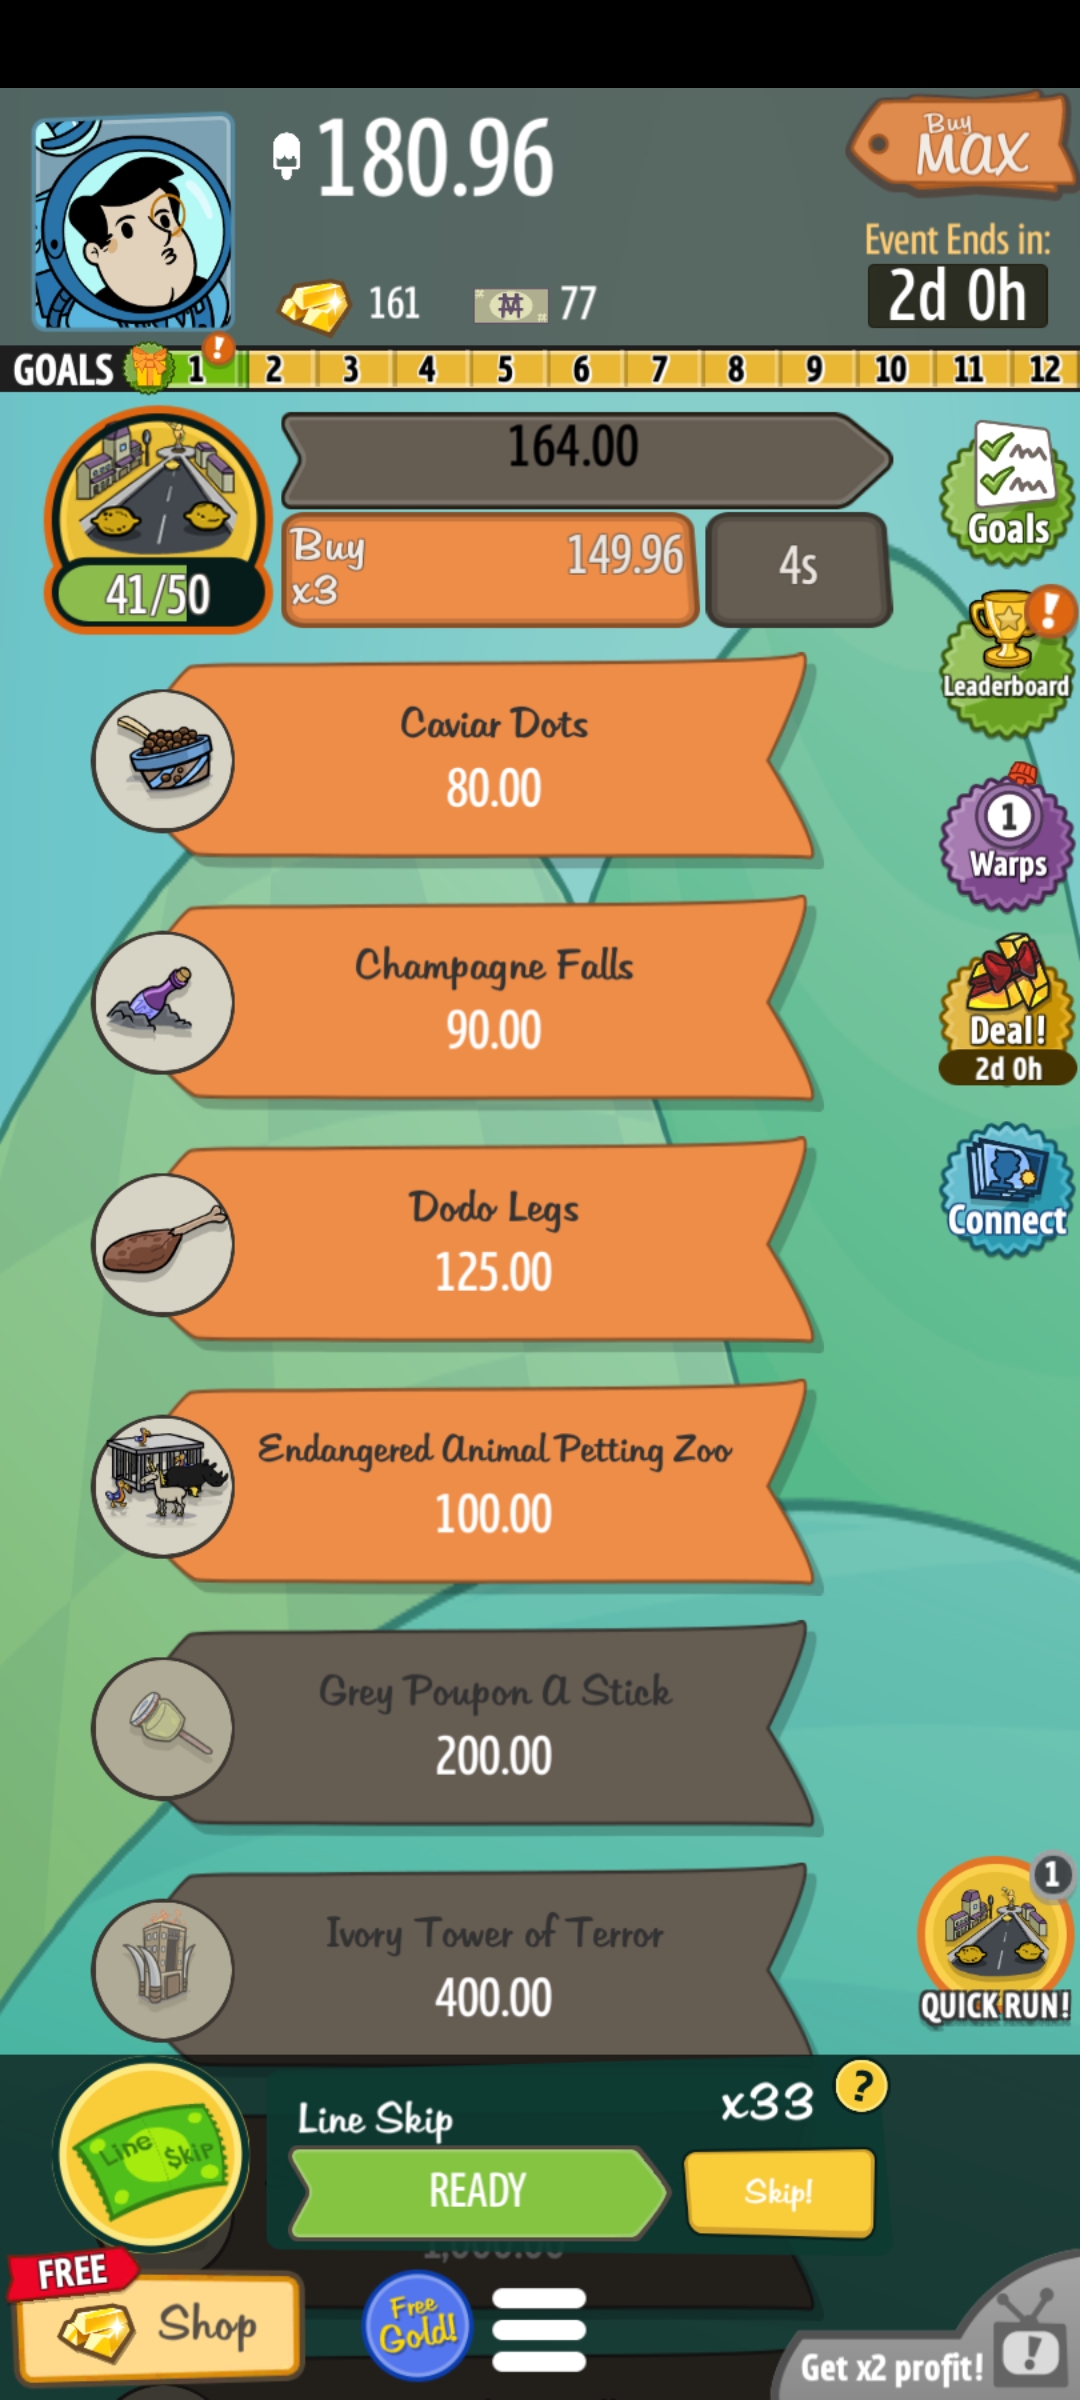 180.96
Buy
MAX
161
77
Event Ends in:
2d 0h
GOALS 1 ! 2 3 4 5 6 7 8 9 10 11 12
164.00
Buy
x3
149.96
4s
41/50
Goals
!
Leaderboard
1
Warps
Deal!
2d 0h
Connect
Caviar Dots
80.00
Champagne Falls
90.00
Dodo Legs
125.00
Endangered Animal Petting Zoo
100.00
Grey Poupon A Stick
200.00
Ivory Tower of Terror
400.00
1
QUICK RUN!
Line $kip
Line Skip
x33
?
READY
Skip!
1,000.00
FREE
Shop
Free
Gold!
Get x2 profit!
!